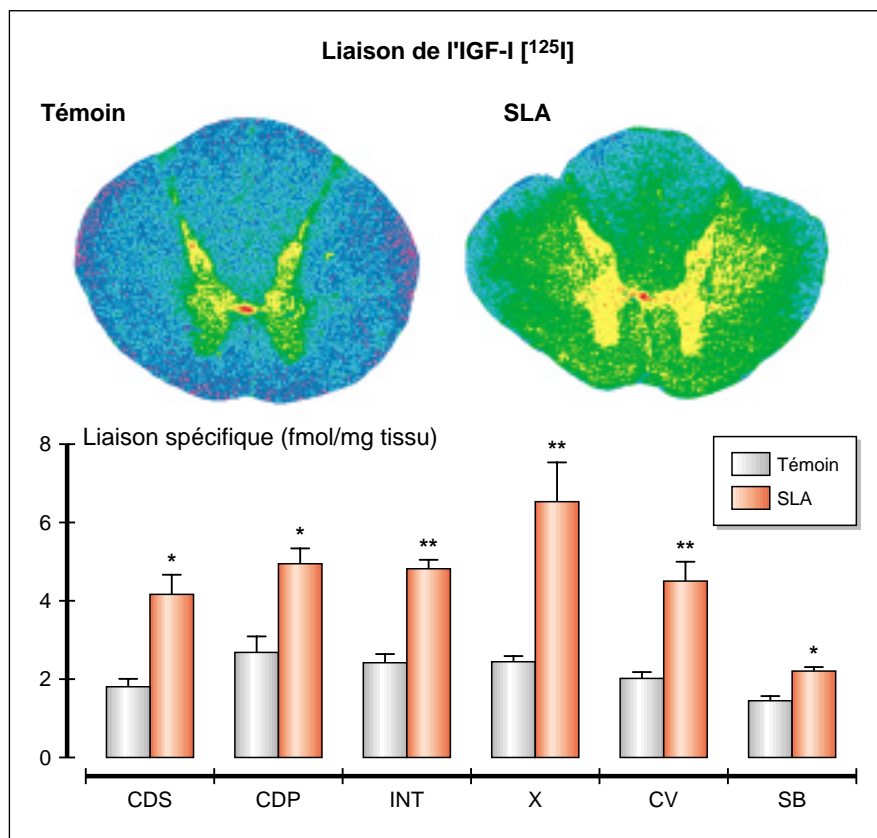 Liaison de l'IGF-I [¹²⁵I]
Témoin
SLA
Liaison spécifique (fmol/mg tissu)
8
6
4
2
0
*
*
**
**
**
*
Témoin
SLA
CDS
CDP
INT
X
CV
SB